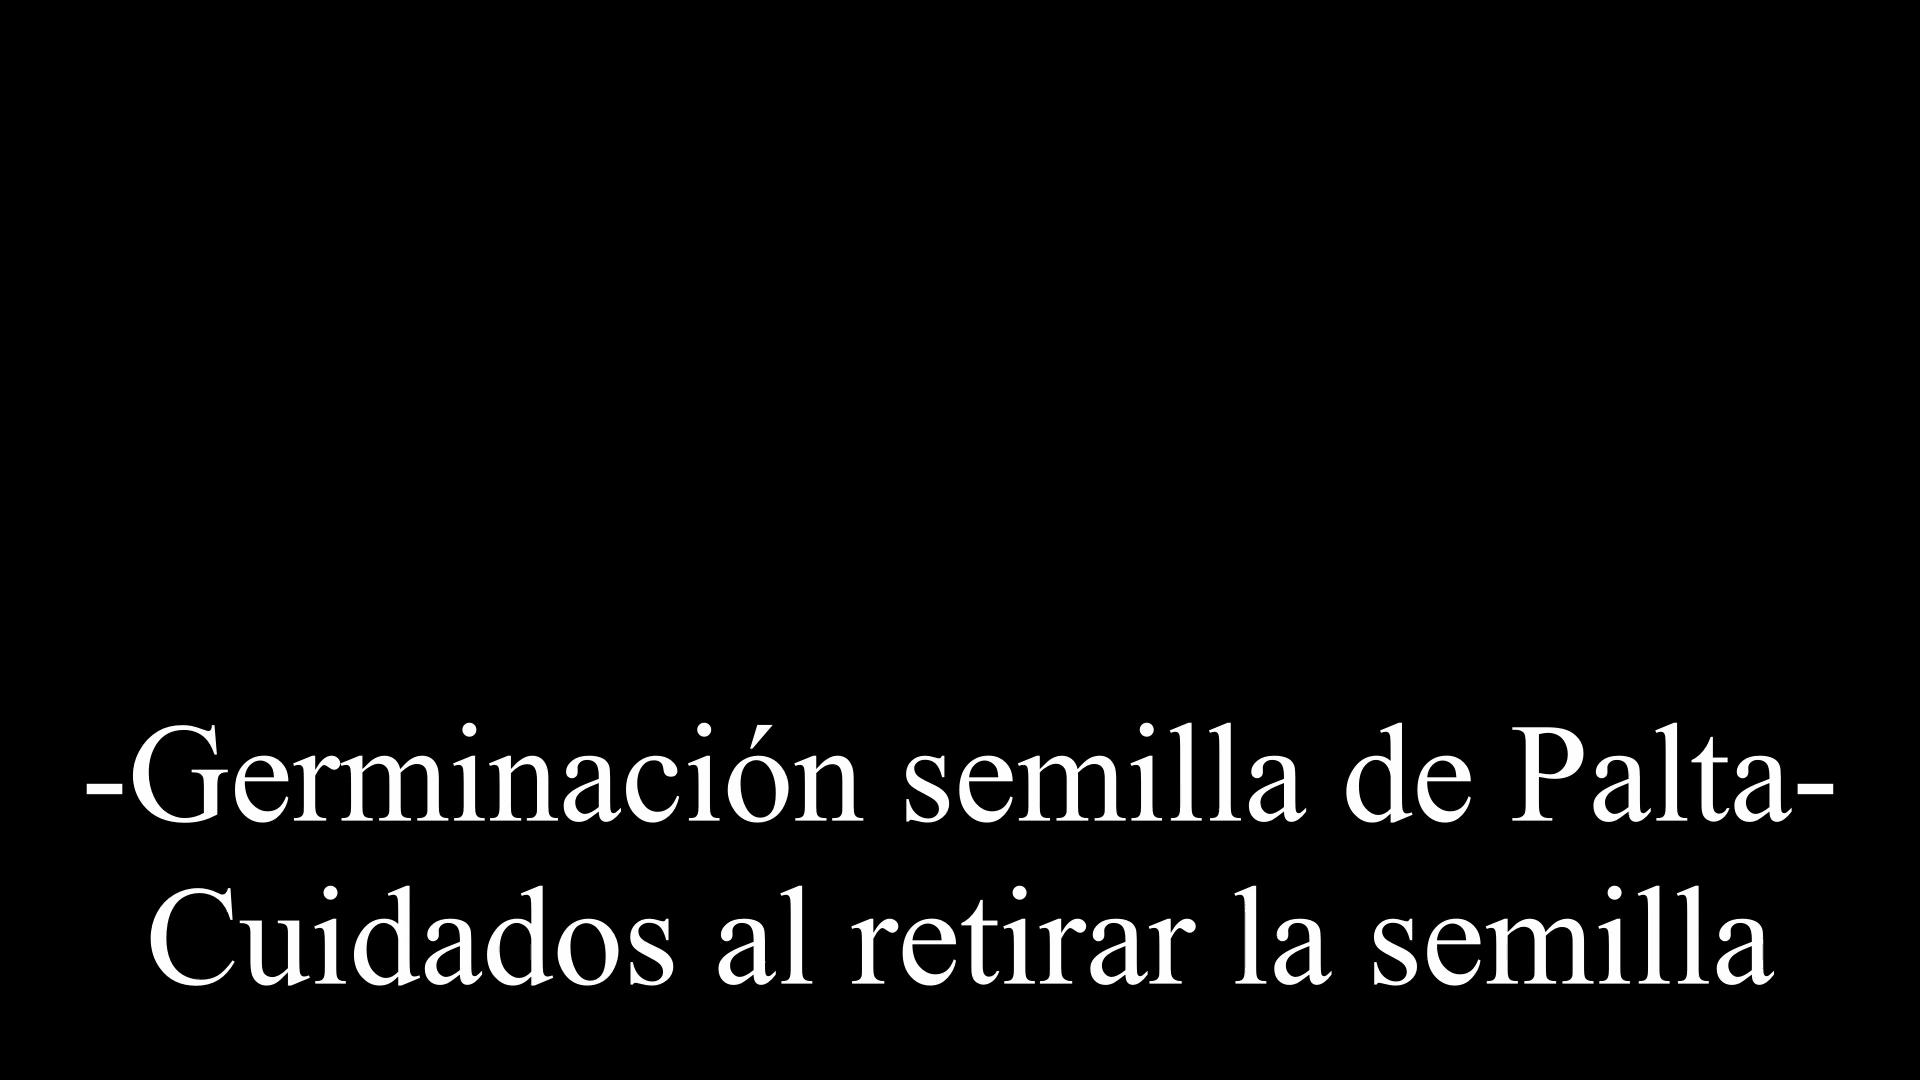 -Germinación semilla de Palta-
Cuidados al retirar la semilla